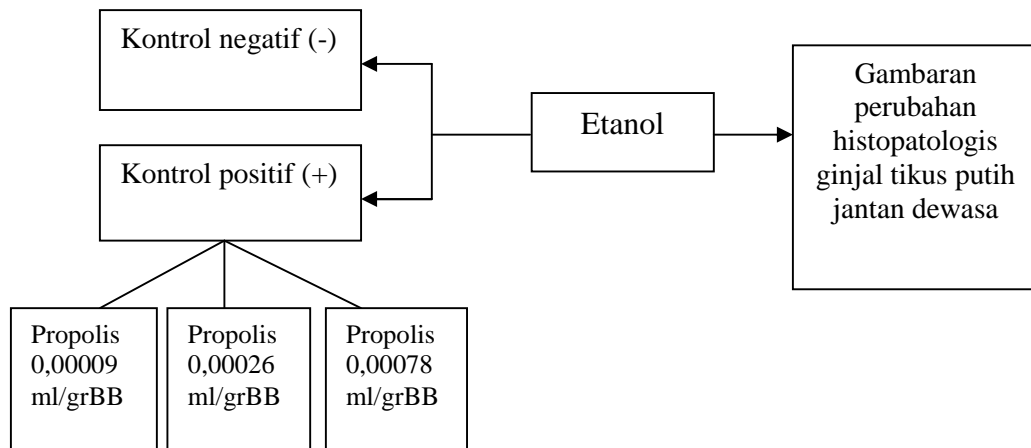 Kontrol negatif (-)
Kontrol positif (+)
Etanol
Gambaran
perubahan
histopatologis
ginjal tikus putih
jantan dewasa
Propolis
0,00009
ml/grBB
Propolis
0,00026
ml/grBB
Propolis
0,00078
ml/grBB